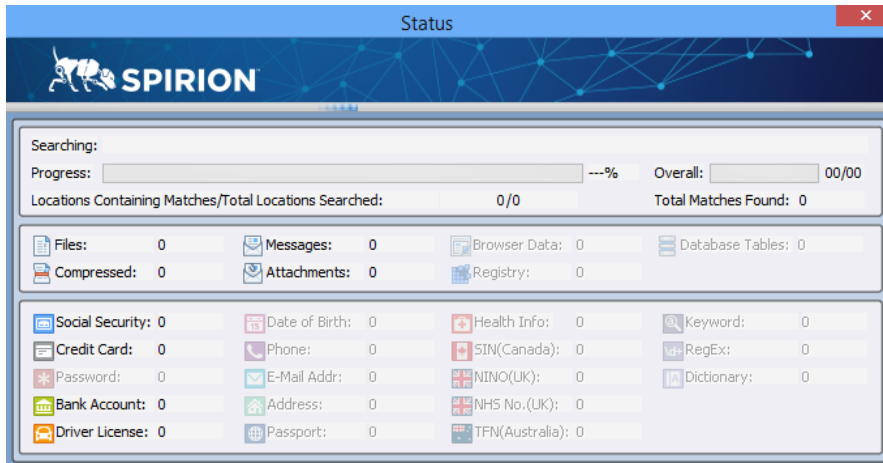 Status
SPIRION
Searching:
Progress: ---% Overall: 00/00
Locations Containing Matches/Total Locations Searched: 0/0 Total Matches Found: 0
Files: 0 Messages: 0 Browser Data: 0 Database Tables: 0
Compressed: 0 Attachments: 0 Registry: 0
Social Security: 0 Date of Birth: 0 Health Info: 0 Keyword: 0
Credit Card: 0 Phone: 0 SIN(Canada): 0 RegEx: 0
Password: 0 E-Mail Addr: 0 NINO(UK): 0 Dictionary: 0
Bank Account: 0 Address: 0 NHS No.(UK): 0
Driver License: 0 Passport: 0 TFN(Australia): 0